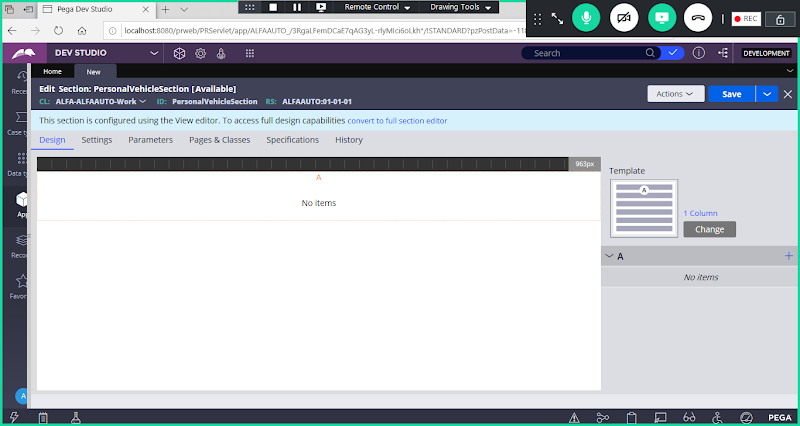 Pega Dev Studio
Remote Control
Drawing Tools
localhost:8080/prweb/PRServlet/app/ALFAAUTO_/3RgaLFemDCaE7qAG3yL-rlyMIci6oLkh*/!STANDARD?pzPostData=-118
REC
DEV STUDIO
Search
DEVELOPMENT
Home
New
Edit Section: PersonalVehicleSection [Available]
CL: ALFA-ALFAAUTO-Work ID: PersonalVehicleSection RS: ALFAAUTO:01-01-01
Actions
Save
This section is configured using the View editor. To access full design capabilities convert to full section editor
Design Settings Parameters Pages & Classes Specifications History
963px
A
No items
Template
A
1 Column
Change
A
No items
Recen
Case ty
Data ty
App
Recor
Favori
A
PEGA